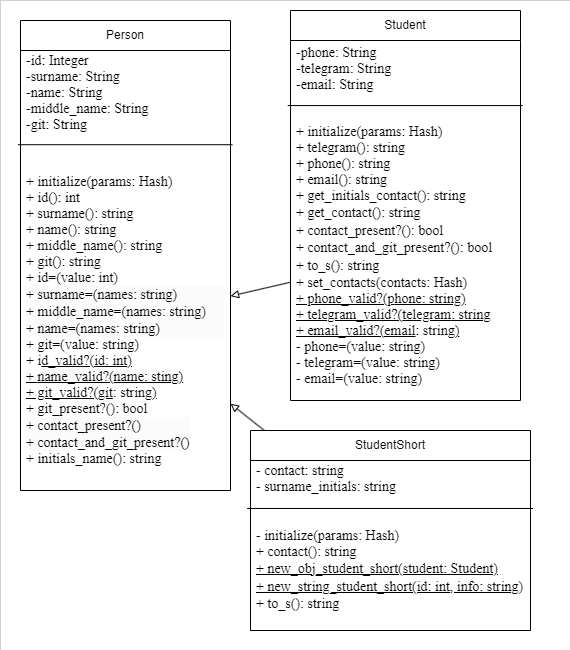 Person
-id: Integer
-surname: String
-name: String
-middle_name: String
-git: String
+ initialize(params: Hash)
+ id(): int
+ surname(): string
+ name(): string
+ middle_name(): string
+ git(): string
+ id=(value: int)
+ surname=(names: string)
+ middle_name=(names: string)
+ name=(names: string)
+ git=(value: string)
+ id_valid?(id: int)
+ name_valid?(name: sting)
+ git_valid?(git: string)
+ git_present?(): bool
+ contact_present?()
+ contact_and_git_present?()
+ initials_name(): string
Student
-phone: String
-telegram: String
-email: String
+ initialize(params: Hash)
+ telegram(): string
+ phone(): string
+ email(): string
+ get_initials_contact(): string
+ get_contact(): string
+ contact_present?(): bool
+ contact_and_git_present?(): bool
+ to_s(): string
+ set_contacts(contacts: Hash)
+ phone_valid?(phone: string)
+ telegram_valid?(telegram: string
+ email_valid?(email: string)
- phone=(value: string)
- telegram=(value: string)
- email=(value: string)
StudentShort
- contact: string
- surname_initials: string
- initialize(params: Hash)
+ contact(): string
+ new_obj_student_short(student: Student)
+ new_string_student_short(id: int, info: string)
+ to_s(): string